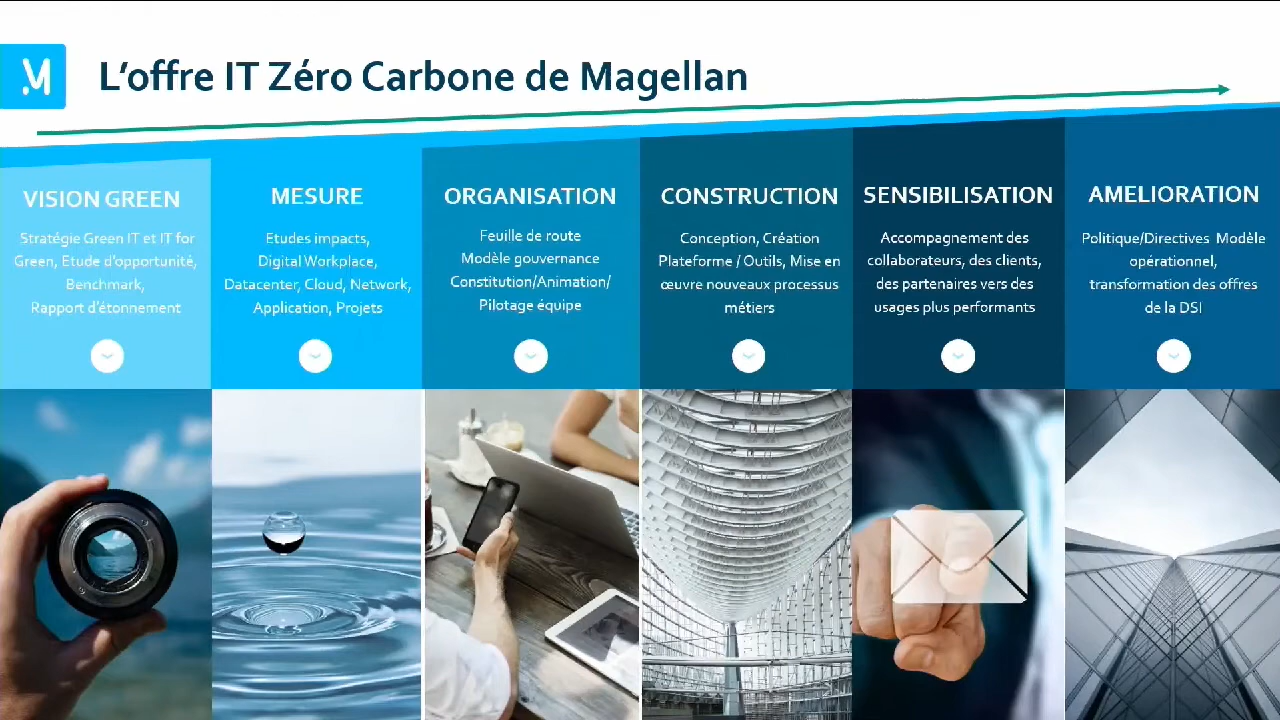 L'offre IT Zéro Carbone de Magellan
VISION GREEN
Stratégie Green IT et IT for
Green, Etude d'opportunité,
Benchmark,
Rapport d'étonnement
MESURE
Etudes impacts,
Digital Workplace,
Datacenter, Cloud, Network,
Application, Projets
ORGANISATION
Feuille de route
Modèle gouvernance
Constitution/Animation/
Pilotage équipe
CONSTRUCTION
Conception, Création
Plateforme / Outils, Mise en
œuvre nouveaux processus
métiers
SENSIBILISATION
Accompagnement des
collaborateurs, des clients,
des partenaires vers des
usages plus performants
AMELIORATION
Politique/Directives Modèle
opérationnel,
transformation des offres
de la DSI